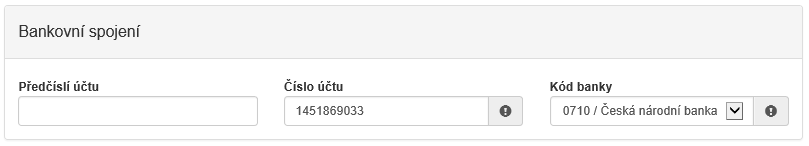 Bankovní spojení
Předčíslí účtu Číslo účtu Kód banky
1451869033 0710 / Česká národní banka